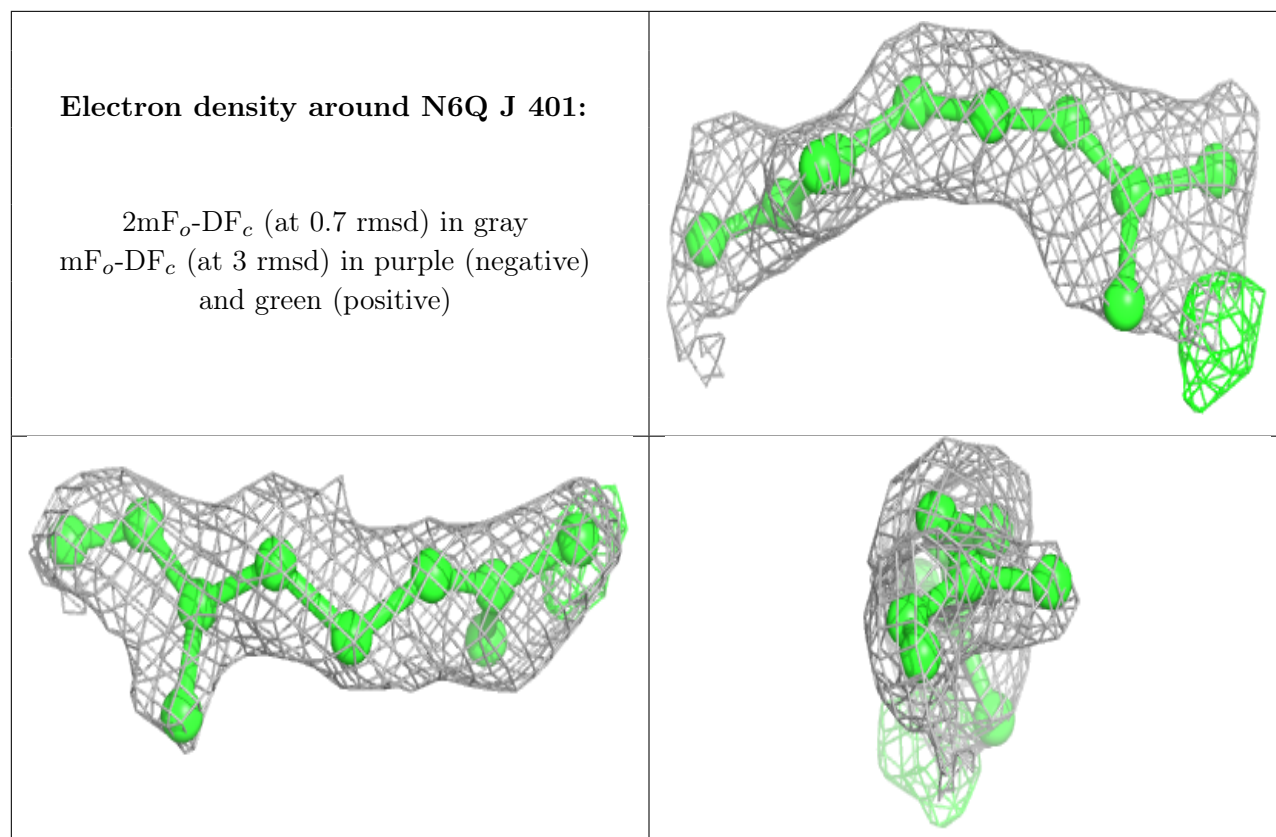 Electron density around N6Q J 401:
2mFo-DFc (at 0.7 rmsd) in gray
mFo-DFc (at 3 rmsd) in purple (negative)
and green (positive)